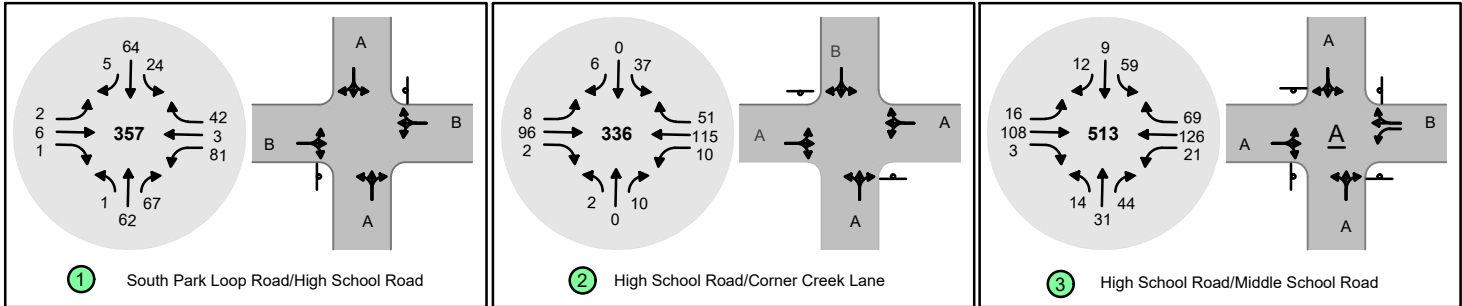 64
5 24
2 42
6 357 3
1 81
1 67
62
A
B
B
A
1 South Park Loop Road/High School Road
0
6 37
8 51
96 336 115
2 10
2 10
0
B
A
A
A
2 High School Road/Corner Creek Lane
9
12 59
16 69
108 513 126
3 21
14 44
31
A
B
A A
A
3 High School Road/Middle School Road